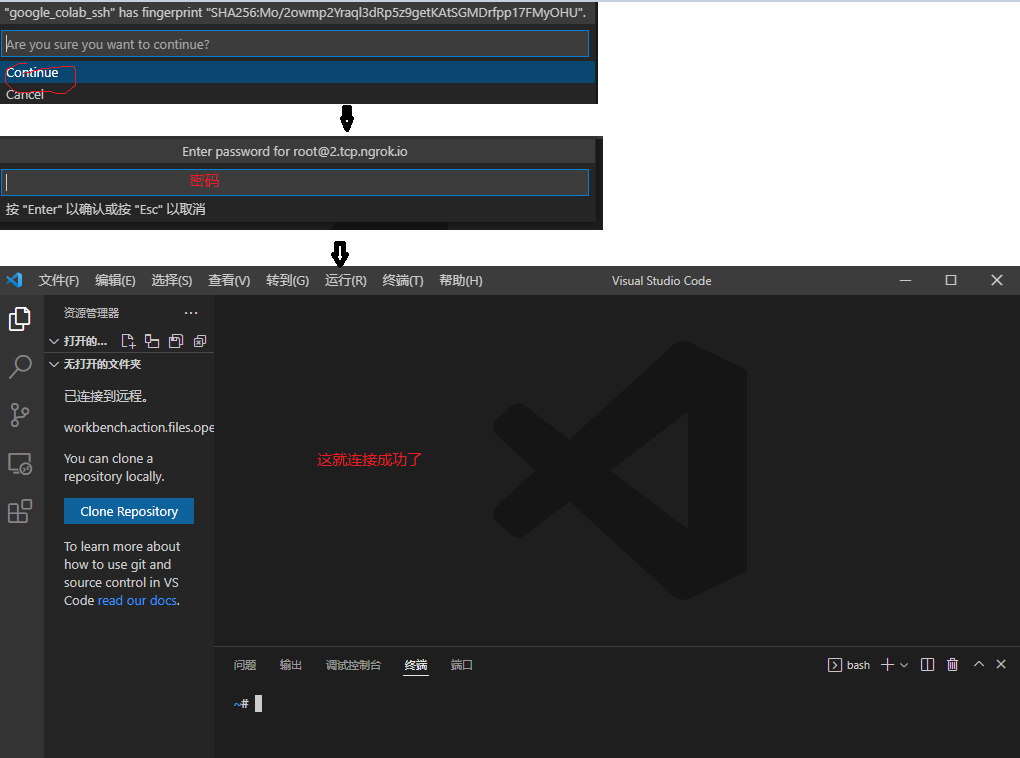 "google_colab_ssh" has fingerprint "SHA256:Mo/2owmp2Yraql3dRp5z9getKAtSGMDrfpp17FMyOHU".
Are you sure you want to continue?
Continue
Cancel
Enter password for root@2.tcp.ngrok.io
密码
按 "Enter" 以确认或按 "Esc" 以取消
文件(F) 编辑(E) 选择(S) 查看(V) 转到(G) 运行(R) 终端(T) 帮助(H) Visual Studio Code
资源管理器
打开的...
无打开的文件夹
已连接到远程。
workbench.action.files.ope
You can clone a
repository locally.
Clone Repository
To learn more about
how to use git and
source control in VS
Code read our docs.
这就连接成功了
问题 输出 调试控制台 终端 端口 bash
~#